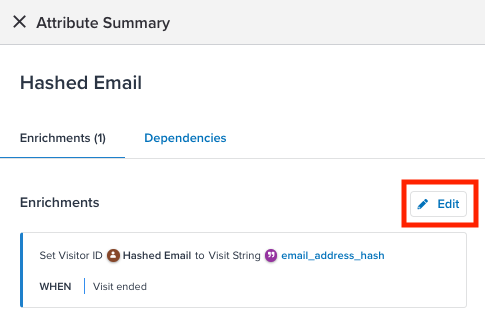 Attribute Summary
Hashed Email
Enrichments (1) Dependencies
Enrichments
Edit
Set Visitor ID Hashed Email to Visit String email_address_hash
WHEN Visit ended